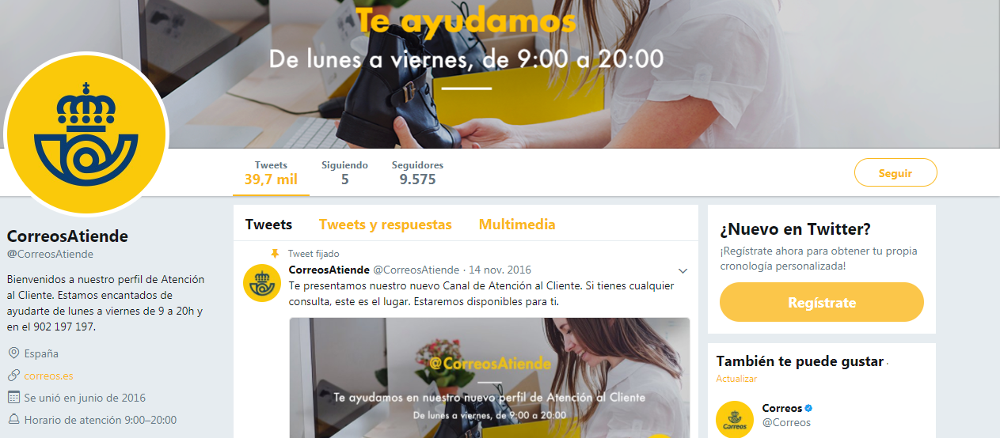 Te ayudamos
De lunes a viernes, de 9:00 a 20:00
Tweets
39,7 mil
Siguiendo
5
Seguidores
9.575
Seguir
CorreosAtiende
@CorreosAtiende
Bienvenidos a nuestro perfil de Atención
al Cliente. Estamos encantados de
ayudarte de lunes a viernes de 9 a 20h y
en el 902 197 197.
España
correos.es
Se unió en junio de 2016
Horario de atención 9:00–20:00
Tweets
Tweets y respuestas
Multimedia
Tweet fijado
CorreosAtiende @CorreosAtiende · 14 nov. 2016
Te presentamos nuestro nuevo Canal de Atención al Cliente. Si tienes cualquier
consulta, este es el lugar. Estaremos disponibles para ti.
@CorreosAtiende
Te ayudamos en nuestro nuevo perfil de Atención al Cliente
De lunes a viernes, de 9:00 a 20:00
¿Nuevo en Twitter?
¡Regístrate ahora para obtener tu propia
cronología personalizada!
Regístrate
También te puede gustar ·
Actualizar
Correos
Correos
@Correos